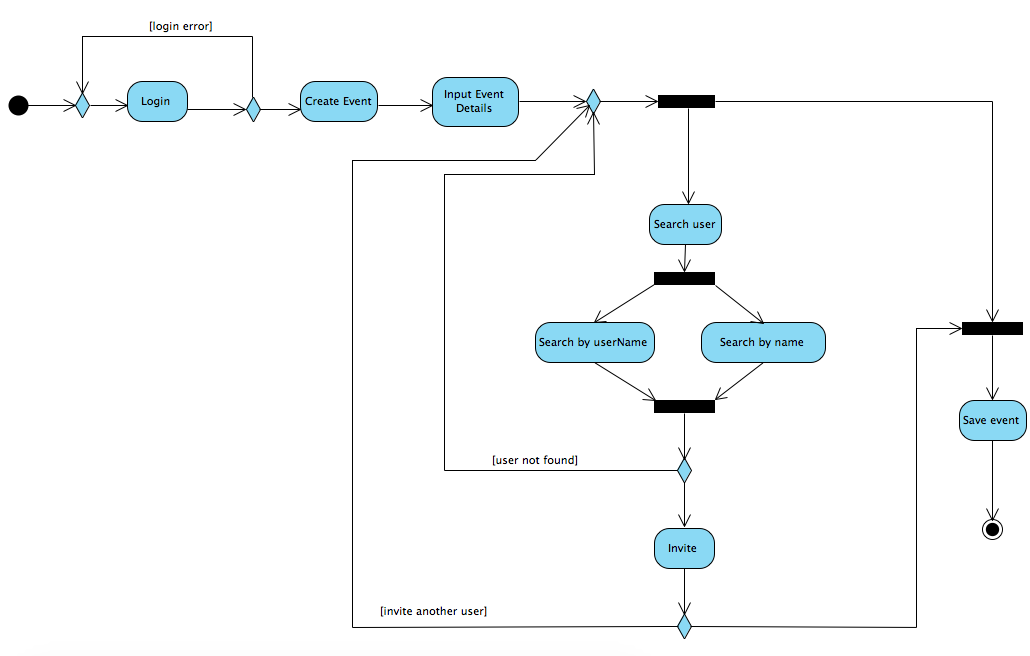 [login error]
Login
Create Event
Input Event
Details
Search user
Search by userName
Search by name
Save event
[user not found]
Invite
[invite another user]